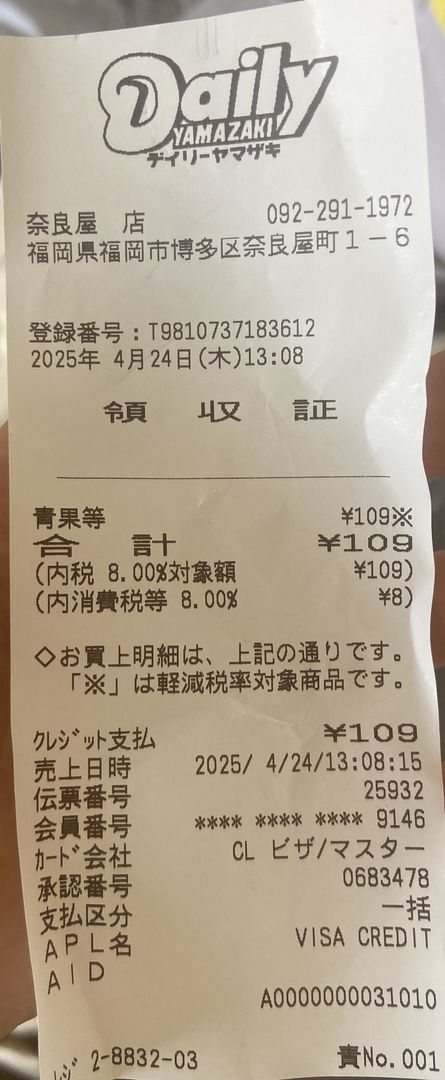 Daily
YAMAZAKI
デイリーヤマザキ
奈良屋 店 092-291-1972
福岡県福岡市博多区奈良屋町1-6
登録番号:T9810737183612
2025年 4月24日(木)13:08
領 収 証
青果等 ¥109※
合 計 ¥109
(内税 8.00%対象額 ¥109)
(内消費税等 8.00% ¥8)
◇お買上明細は、上記の通りです。
「※」は軽減税率対象商品です。
クレジット支払 ¥109
売上日時 2025/ 4/24/13:08:15
伝票番号 25932
会員番号 **** **** **** 9146
カード会社 CL ビザ/マスター
承認番号 0683478
支払区分 一括
APL名 VISA CREDIT
AID
A0000000031010
レジ 2-8832-03 責No.001